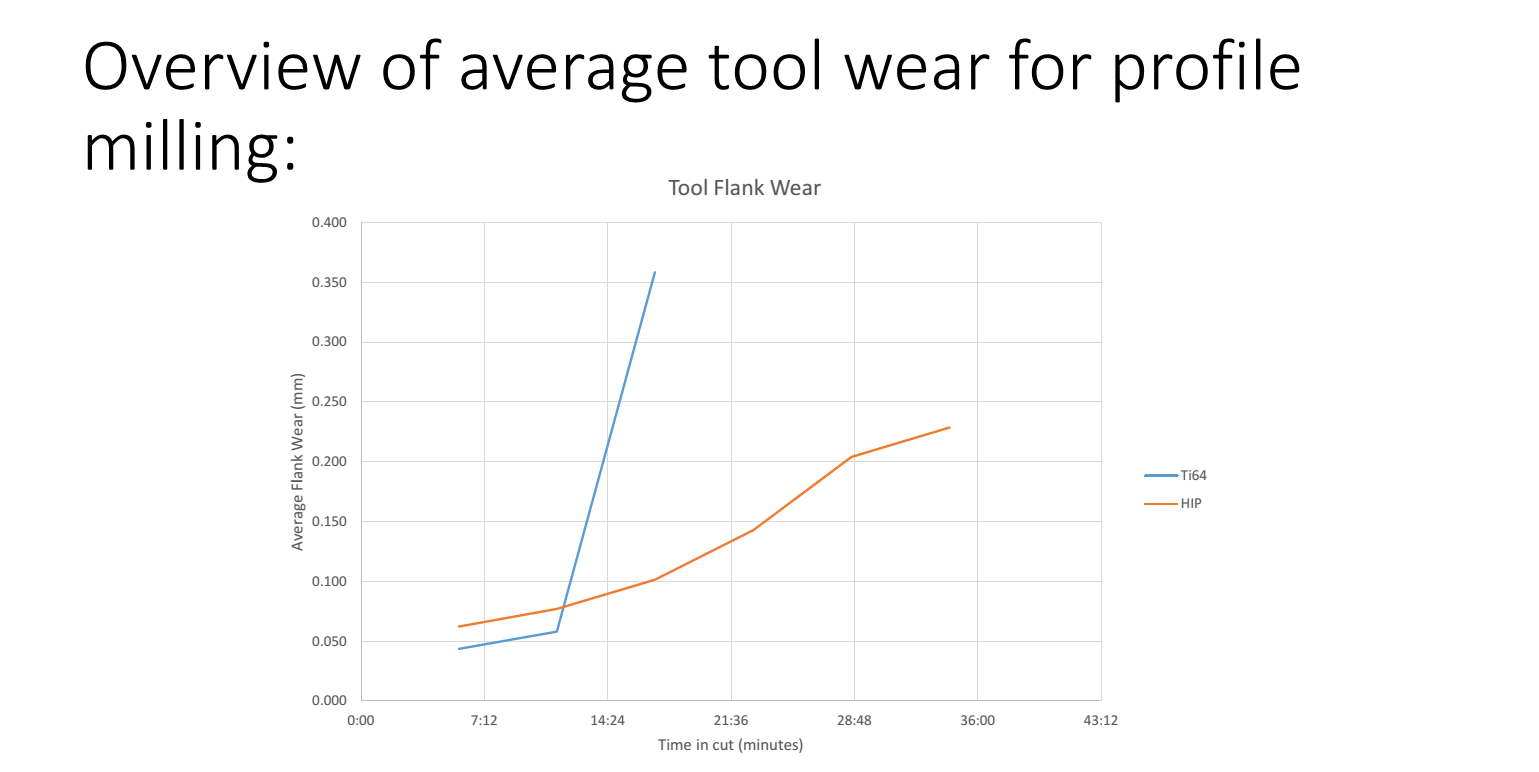 Overview of average tool wear for profile
milling:
Tool Flank Wear
0.400
0.350
0.300
0.250
0.200
0.150
0.100
0.050
0.000
Average Flank Wear (mm)
0:00 7:12 14:24 21:36 28:48 36:00 43:12
Time in cut (minutes)
Ti64
HIP